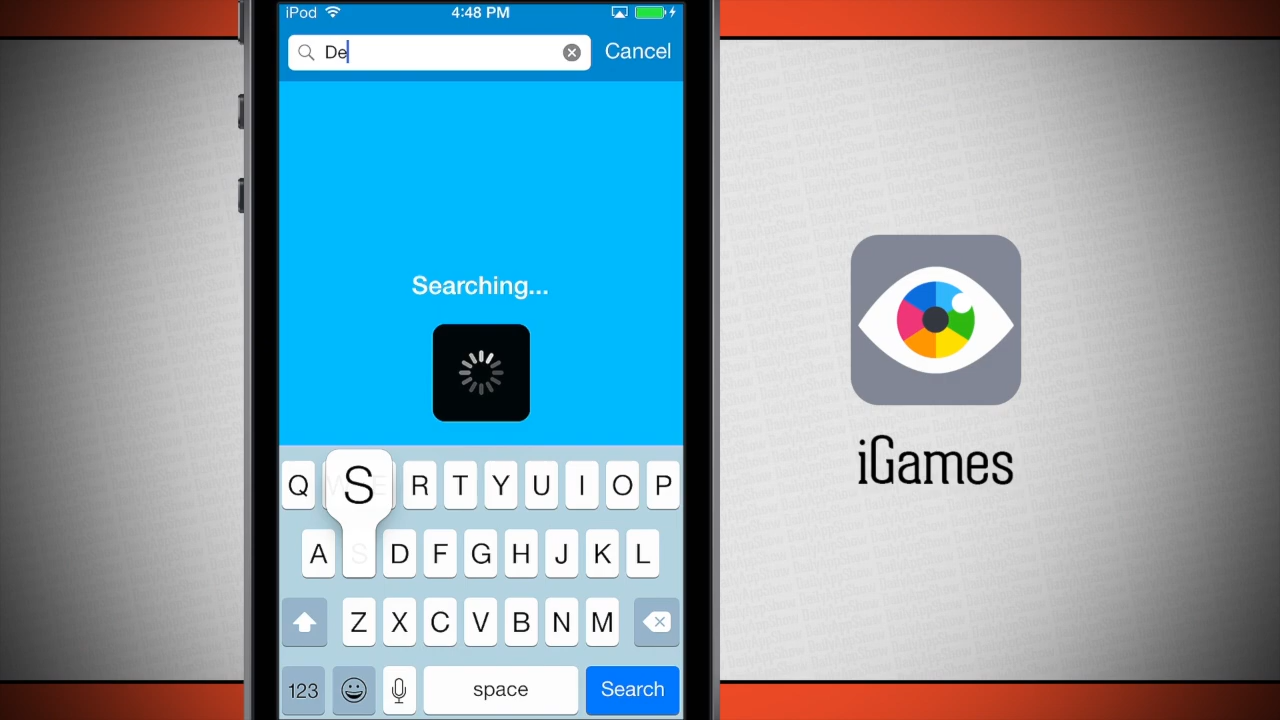 iPod 4:48 PM
De Cancel
Searching...
Q S R T Y U I O P
A S D F G H J K L
Z X C V B N M
123 space Search
iGames